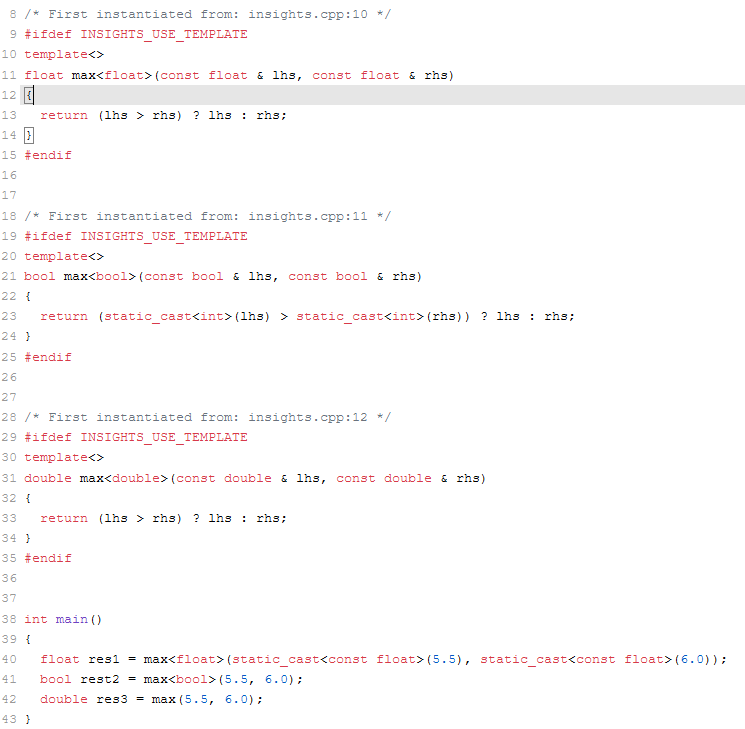 8 /* First instantiated from: insights.cpp:10 */
9 #ifdef INSIGHTS_USE_TEMPLATE
10 template<>
11 float max<float>(const float & lhs, const float & rhs)
12 {
13   return (lhs > rhs) ? lhs : rhs;
14 }
15 #endif
16
17
18 /* First instantiated from: insights.cpp:11 */
19 #ifdef INSIGHTS_USE_TEMPLATE
20 template<>
21 bool max<bool>(const bool & lhs, const bool & rhs)
22 {
23   return (static_cast<int>(lhs) > static_cast<int>(rhs)) ? lhs : rhs;
24 }
25 #endif
26
27
28 /* First instantiated from: insights.cpp:12 */
29 #ifdef INSIGHTS_USE_TEMPLATE
30 template<>
31 double max<double>(const double & lhs, const double & rhs)
32 {
33   return (lhs > rhs) ? lhs : rhs;
34 }
35 #endif
36
37
38 int main()
39 {
40   float res1 = max<float>(static_cast<const float>(5.5), static_cast<const float>(6.0));
41   bool rest2 = max<bool>(5.5, 6.0);
42   double res3 = max(5.5, 6.0);
43 }